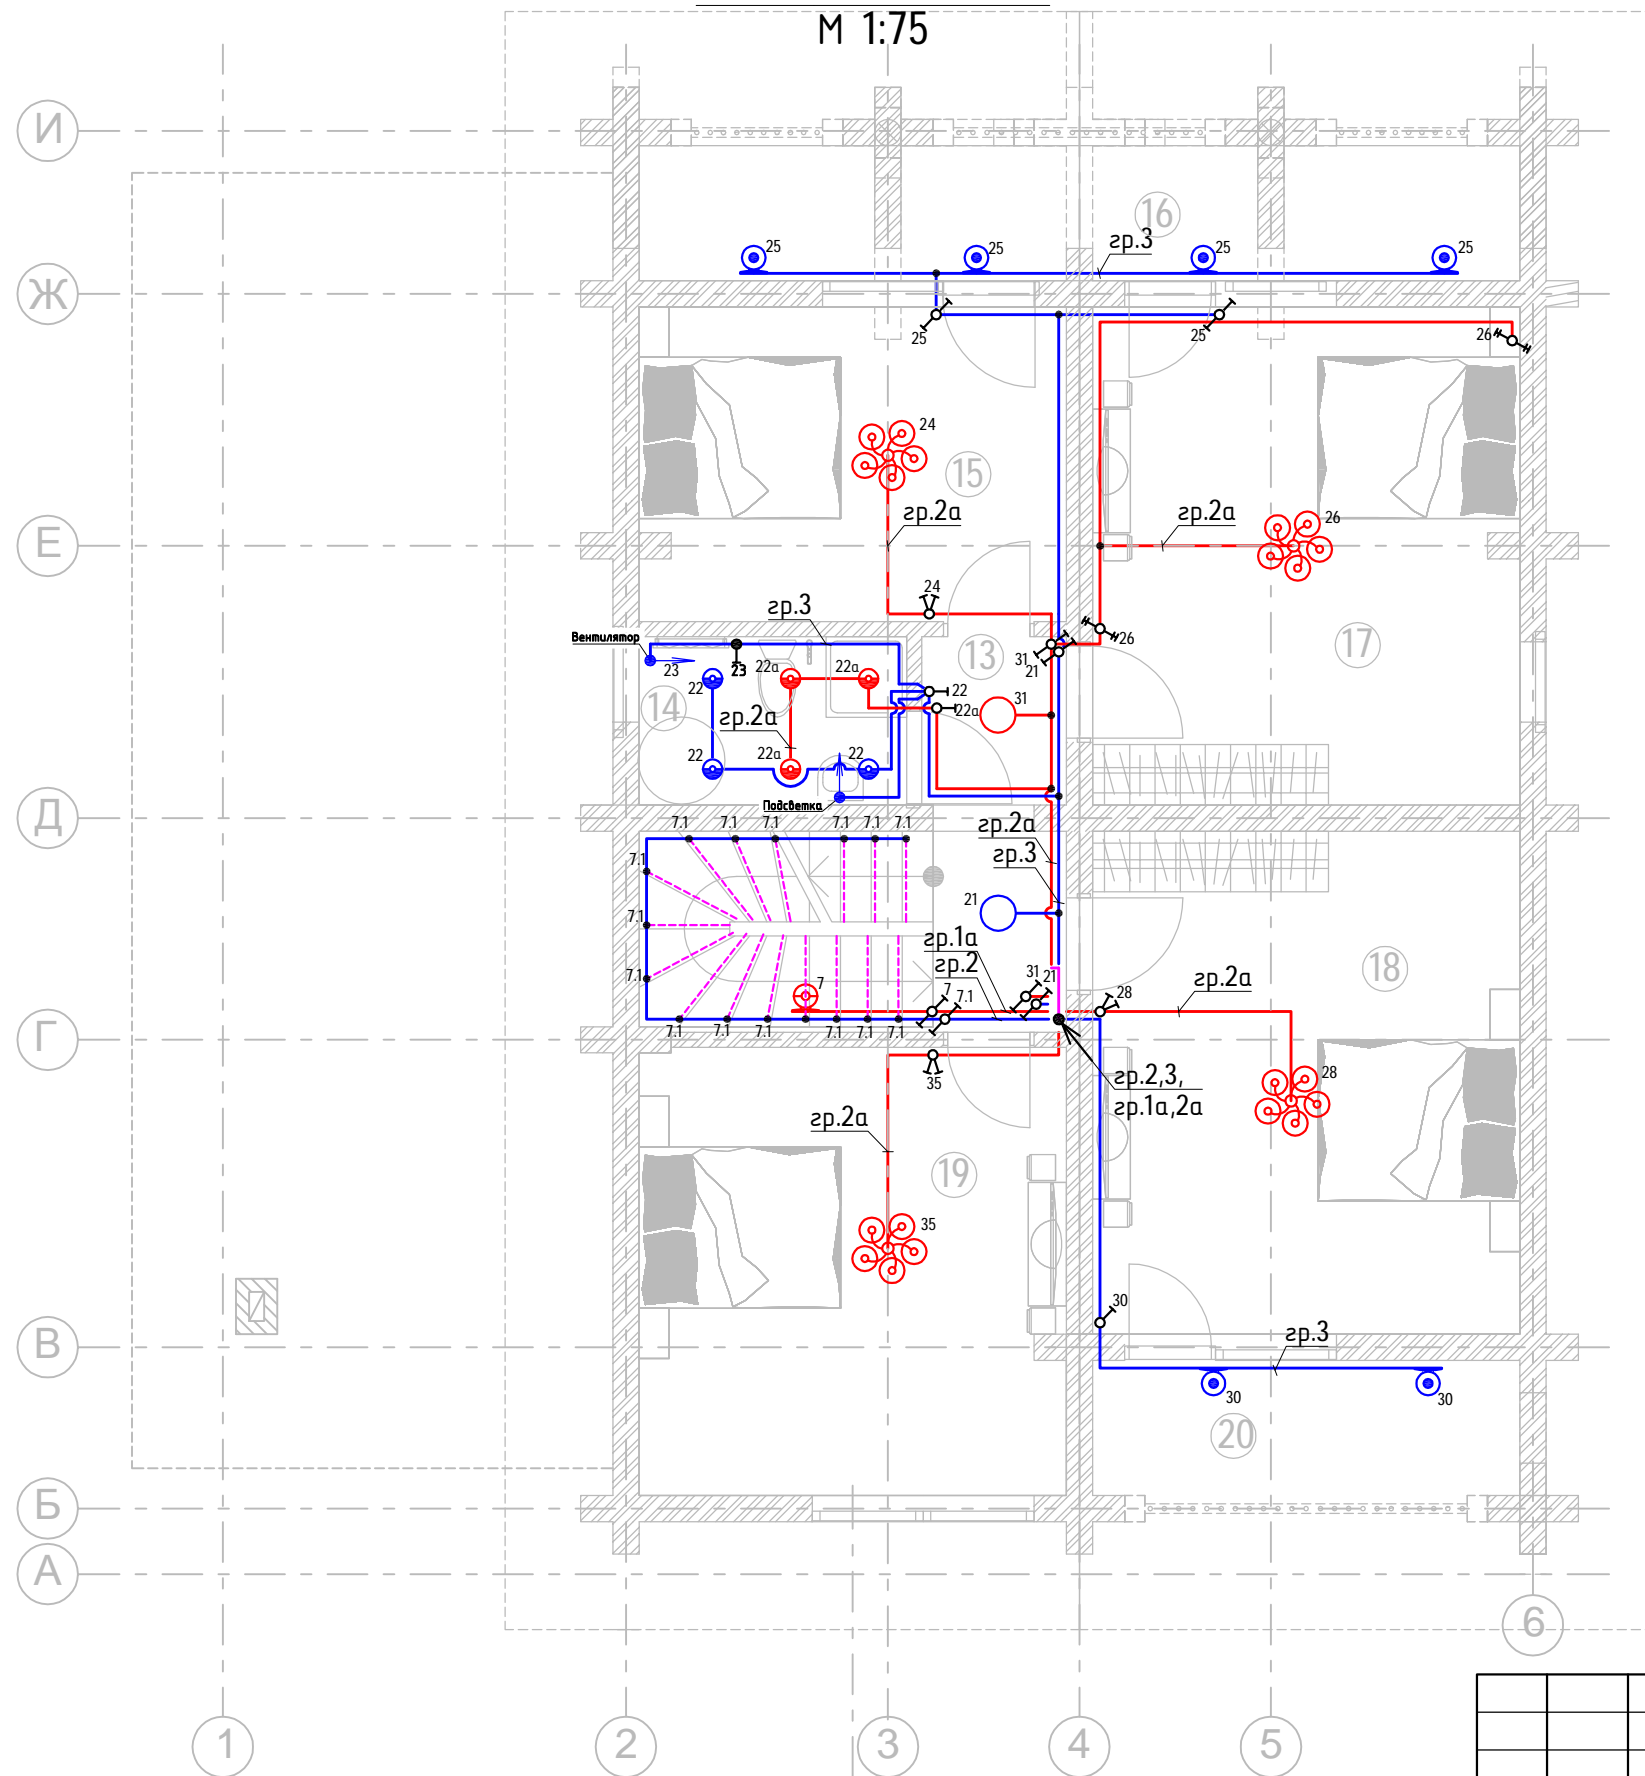 М 1:75
И
16
гр.3
25
25
25
25
Ж
25
25
26
24
15
гр.2а
гр.2а
26
Е
24
гр.3
Вентилятор
23
23
22а
22а
13
31
21
26
17
22
14
22
22а
31
гр.2а
22
22а
22
Подсветка
Д
7.1
7.1
7.1
7.1
7.1
7.1
гр.2а
гр.3
7.1
21
7.1
гр.1а
гр.2
18
7.1
7
31
21
7
7.1
28
гр.2а
Г
7.1
7.1
7.1
7.1
7.1
7.1
35
гр.2,3,
гр.1а,2а
28
гр.2а
19
35
30
В
гр.3
30
30
20
Б
А
6
1
2
3
4
5